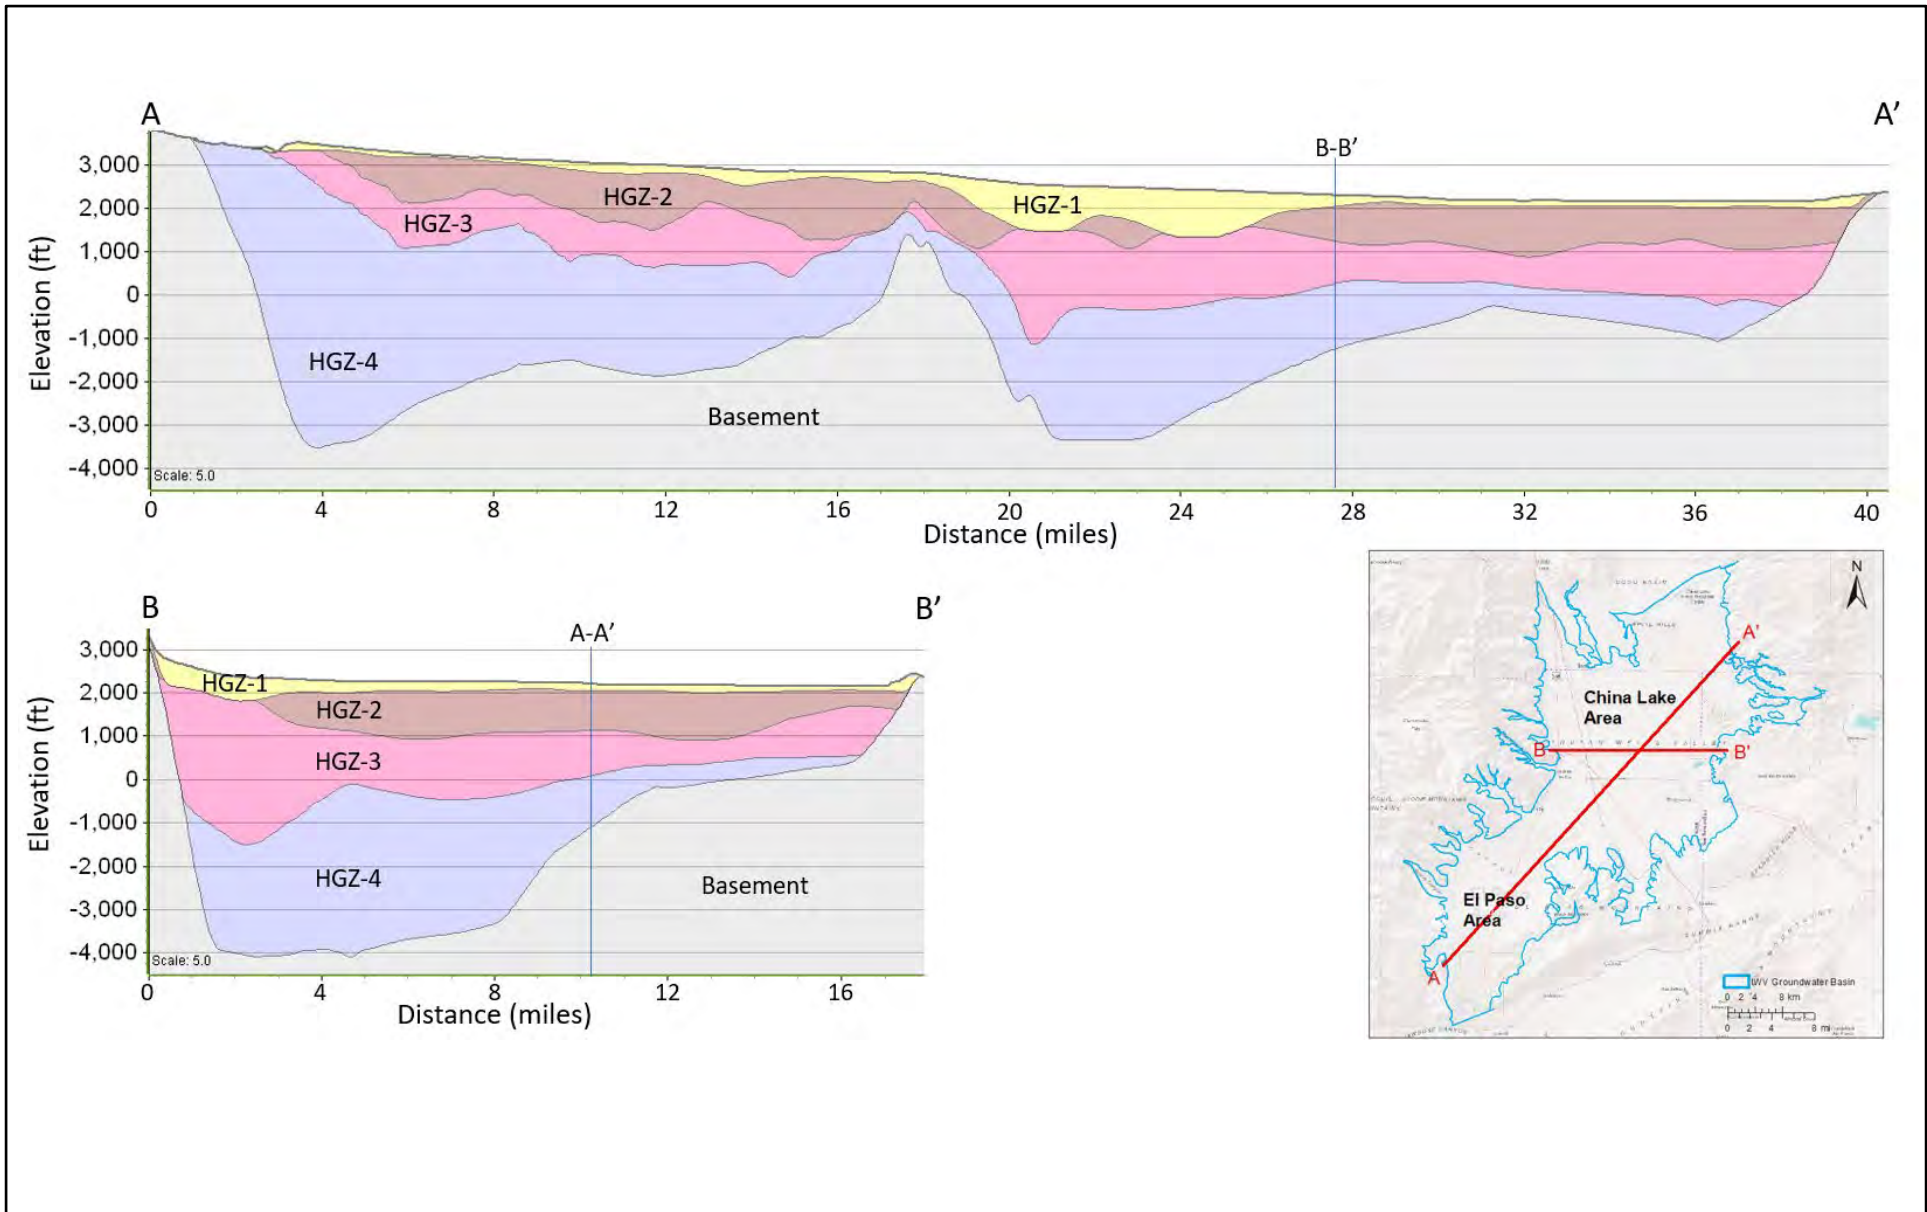 A
A’
B-B’
3,000
2,000
1,000
0
-1,000
-2,000
-3,000
-4,000
Elevation (ft)
HGZ-2
HGZ-1
HGZ-3
HGZ-4
Basement
Scale: 5.0
0
4
8
12
16
20
24
28
32
36
40
Distance (miles)
B
B’
A-A’
3,000
2,000
1,000
0
-1,000
-2,000
-3,000
-4,000
Elevation (ft)
HGZ-1
HGZ-2
HGZ-3
HGZ-4
Basement
Scale: 5.0
0
4
8
12
16
Distance (miles)
N
A'
China Lake
Area
B
B'
El Paso
Area
A
IWV Groundwater Basin
0 2 4 8 km
0 2 4 8 mi